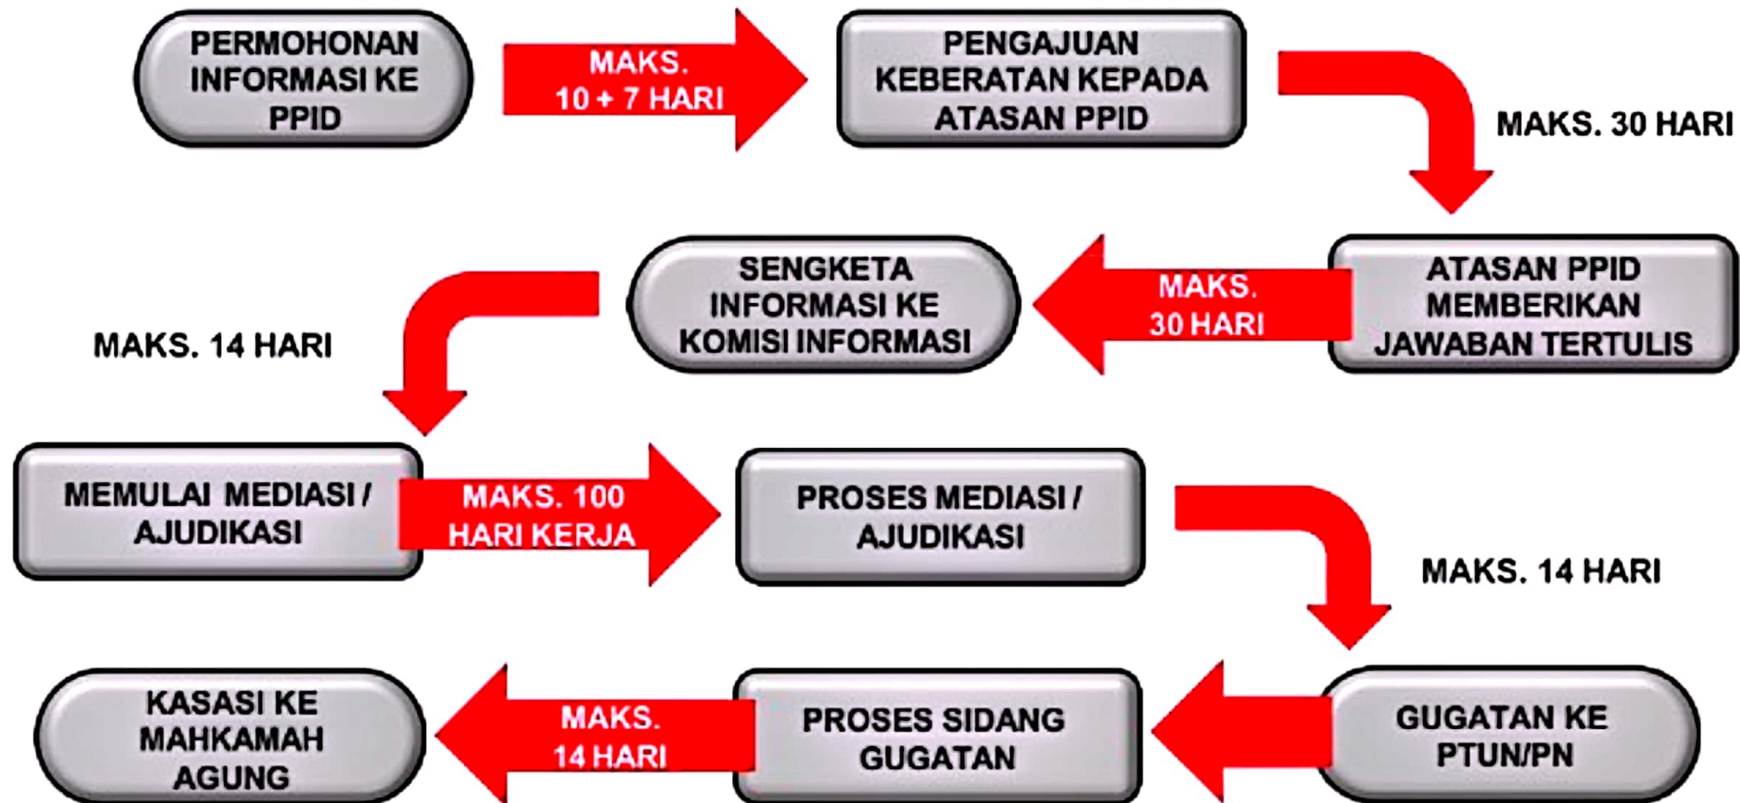 PERMOHONAN
INFORMASI KE
PPID
MAKS.
10 + 7 HARI
PENGAJUAN
KEBERATAN KEPADA
ATASAN PPID
MAKS. 30 HARI
ATASAN PPID
MEMBERIKAN
JAWABAN TERTULIS
MAKS.
30 HARI
SENGKETA
INFORMASI KE
KOMISI INFORMASI
MAKS. 14 HARI
MEMULAI MEDIASI /
AJUDIKASI
MAKS. 100
HARI KERJA
PROSES MEDIASI /
AJUDIKASI
MAKS. 14 HARI
GUGATAN KE
PTUN/PN
PROSES SIDANG
GUGATAN
MAKS.
14 HARI
KASASI KE
MAHKAMAH
AGUNG